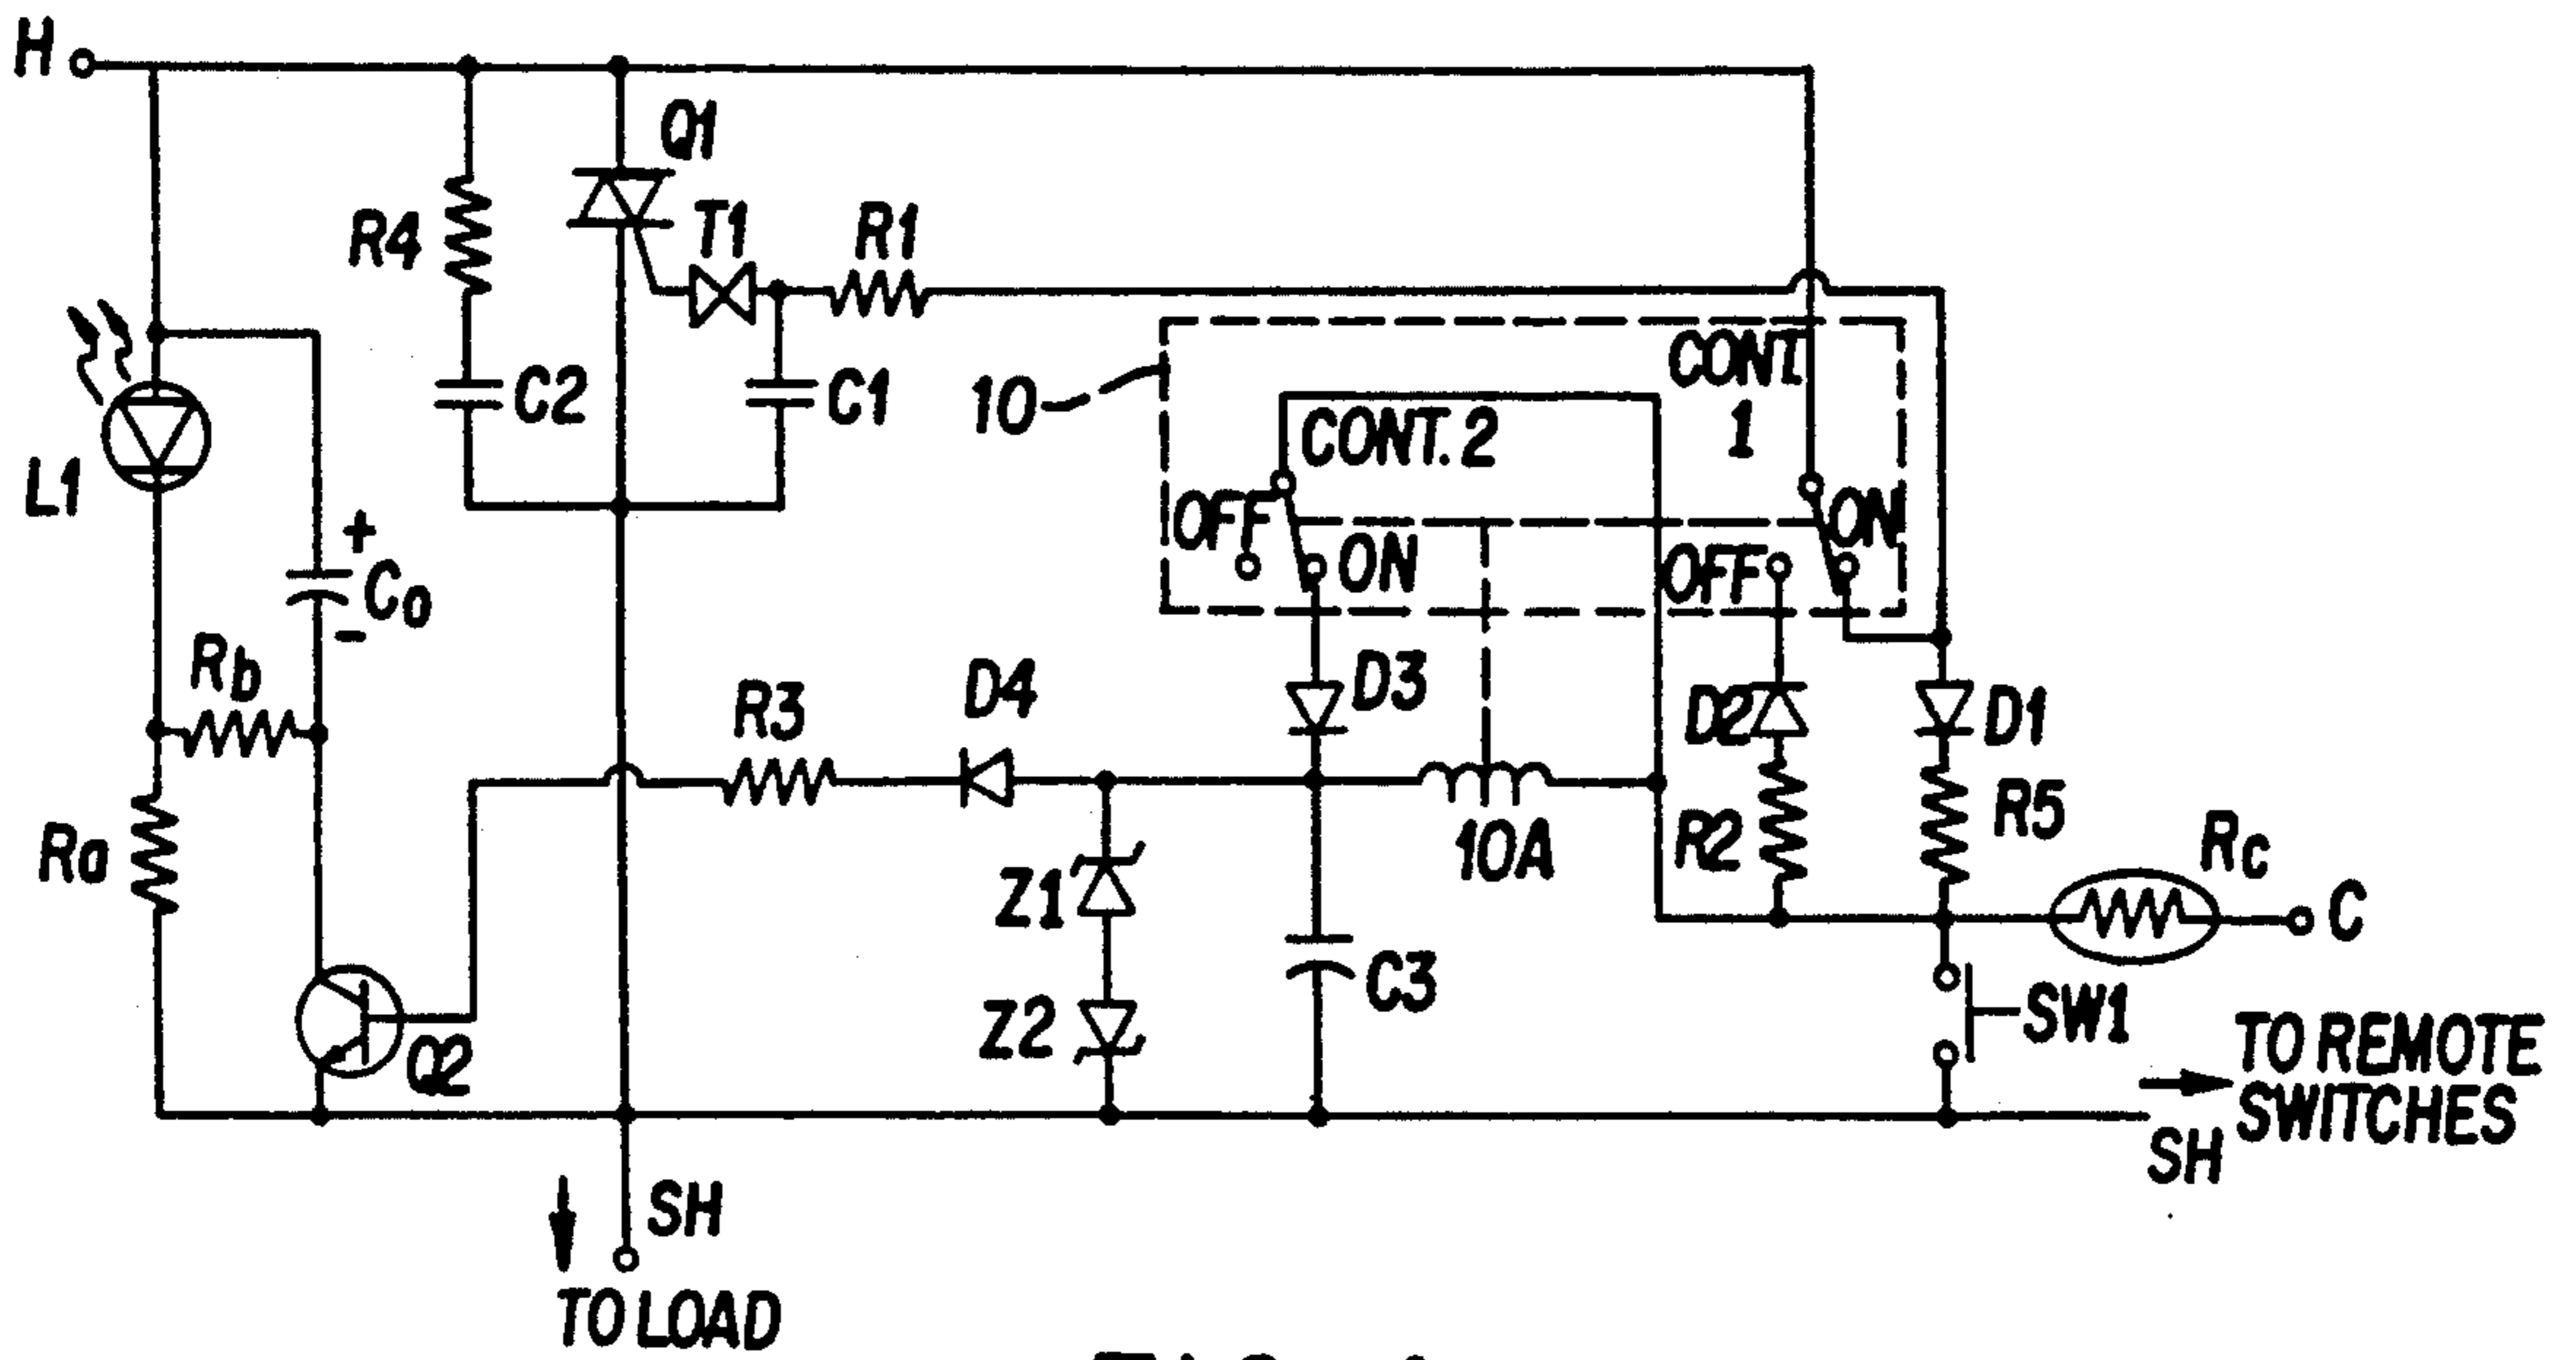 H
Q1
R4
T1
R1
C2
C1
10
CONT
1
CONT. 2
OFF
ON
OFF
ON
L1
+
Co
-
Rb
Ra
R3
D4
D3
D2
D1
R2
R5
Rc
C
10A
Z1
Z2
C3
Q2
SW1
TO REMOTE
SWITCHES
SH
SH
TO LOAD